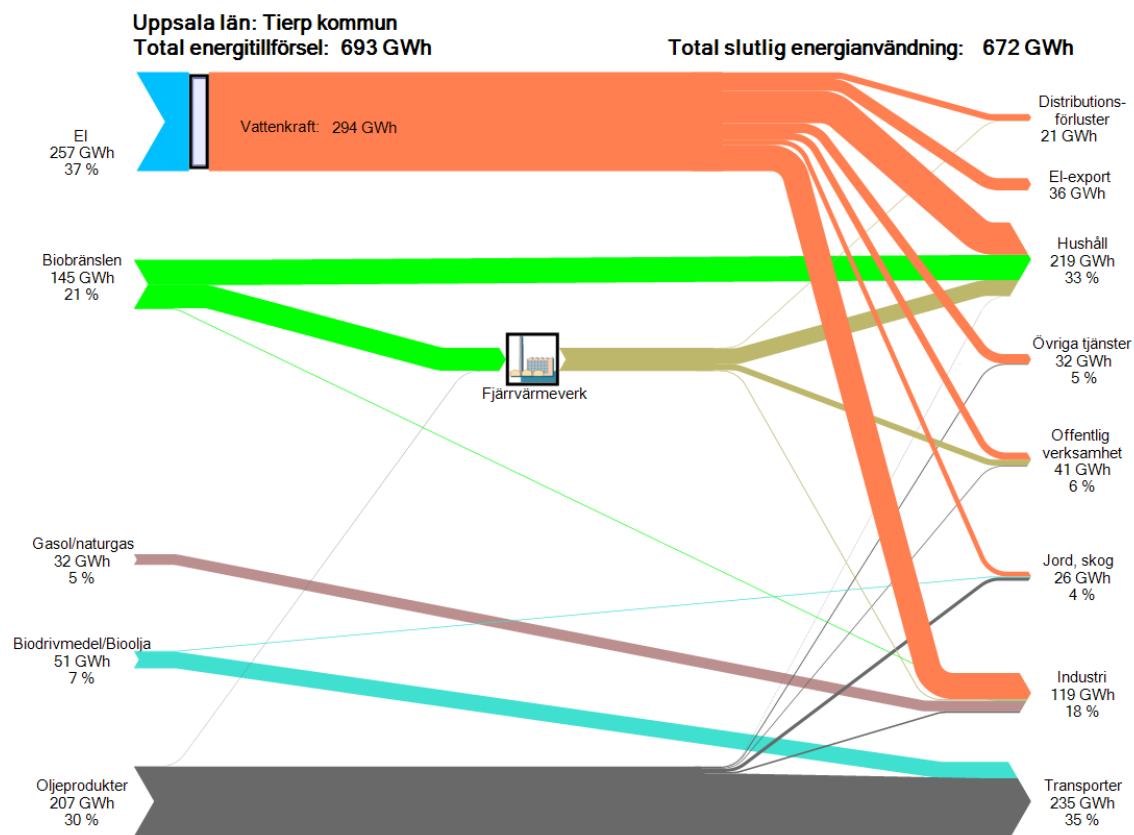 Uppsala län: Tierp kommun
Total energitillförsel: 693 GWh
Total slutlig energianvändning: 672 GWh
El
257 GWh
37 %
Vattenkraft: 294 GWh
Biobränslen
145 GWh
21 %
Fjärrvärmeverk
Gasol/naturgas
32 GWh
5 %
Biodrivmedel/Bioolja
51 GWh
7 %
Oljeprodukter
207 GWh
30 %
Distributions-
förluster
21 GWh
El-export
36 GWh
Hushåll
219 GWh
33 %
Övriga tjänster
32 GWh
5 %
Offentlig
verksamhet
41 GWh
6 %
Jord, skog
26 GWh
4 %
Industri
119 GWh
18 %
Transporter
235 GWh
35 %